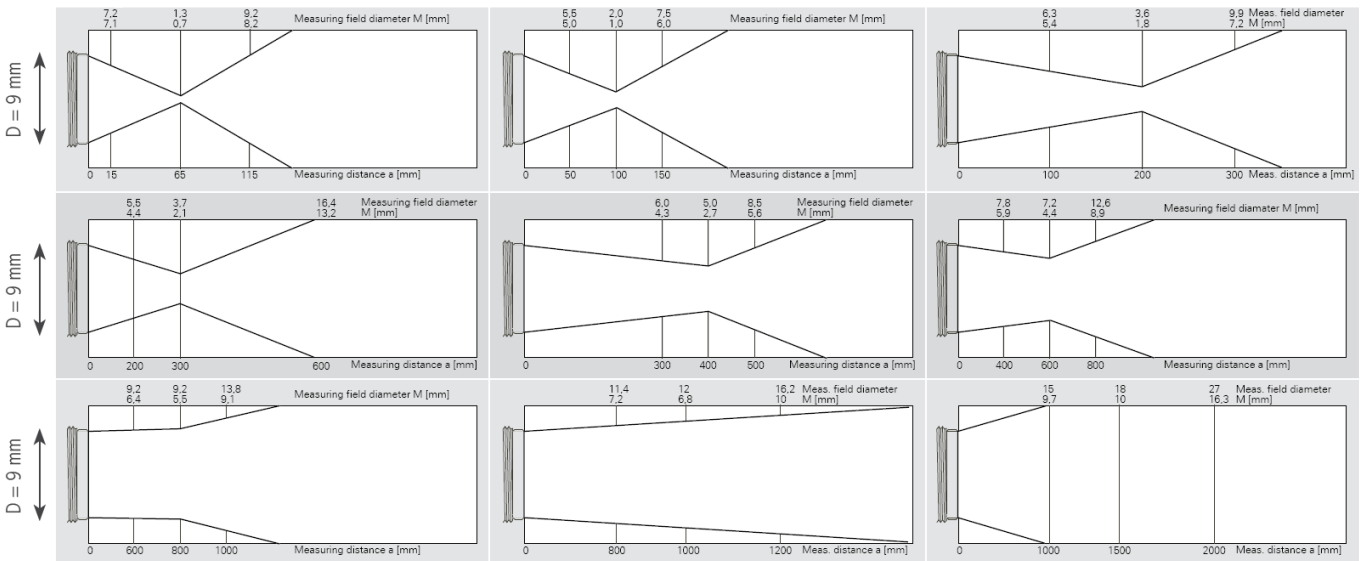 7,2 1,3 9,2 Measuring field diameter M [mm]
7,1 0,7 8,2
0 15 65 115 Measuring distance a [mm]
5,5 2,0 7,5 Measuring field diameter
5,0 1,0 6,0 M [mm]
0 50 100 150 Measuring distance a [mm]
6,3 3,6 9,9 Meas. field diameter
5,4 1,8 7,2 M [mm]
0 100 200 300 Meas. distance a [mm]
D = 9 mm
5,5 3,7 16,4 Measuring field diameter
4,4 2,1 13,2 M [mm]
0 200 300 600 Measuring distance a [mm]
6,0 5,0 8,5 Measuring field diameter
4,3 2,7 5,6 M [mm]
0 300 400 500 Measuring distance a [mm]
7,8 7,2 12,6 Measuring field diameter M [mm]
5,9 4,4 8,9
0 400 600 800 Measuring distance a [mm]
D = 9 mm
9,2 9,2 13,8 Measuring field diameter M [mm]
6,4 5,5 9,1
0 600 800 1000 Measuring distance a [mm]
11,4 12 16,2 Meas. field diameter
7,2 6,8 10 M [mm]
0 800 1000 1200 Meas. distance a [mm]
15 18 27 Meas. field diameter
9,7 10 16,3 M [mm]
0 1000 1500 2000 Meas. distance a [mm]
D = 9 mm